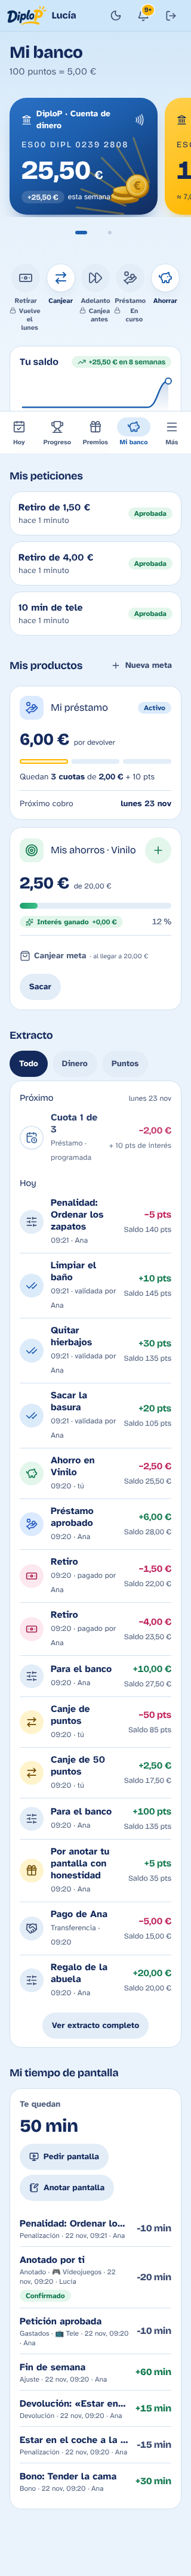 DiploP Lucía 9+
Mi banco
100 puntos = 5,00 €
DiploP · Cuenta de
dinero
ES00 DIPL 0239 2808
25,50 €
+25,50 € esta semana
Retirar
Vuelve
el
lunes
Canjear
Adelanto
Canjea
antes
Préstamo
En
curso
Ahorrar
Tu saldo
+25,50 € en 8 semanas
Hoy
Progreso
Premios
Mi banco
Más
Mis peticiones
Retiro de 1,50 €
hace 1 minuto
Aprobada
Retiro de 4,00 €
hace 1 minuto
Aprobada
10 min de tele
hace 1 minuto
Aprobada
Mis productos
+ Nueva meta
Mi préstamo
Activo
6,00 € por devolver
Quedan 3 cuotas de 2,00 € + 10 pts
Próximo cobro lunes 23 nov
Mis ahorros · Vinilo
2,50 € de 20,00 €
Interés ganado +0,00 €
12 %
Canjear meta · al llegar a 20,00 €
Sacar
Extracto
Todo
Dinero
Puntos
Próximo lunes 23 nov
Cuota 1 de
3
Préstamo ·
programada
−2,00 €
+ 10 pts de interés
Hoy
Penalidad:
Ordenar los
zapatos
09:21 · Ana
−5 pts
Saldo 140 pts
Limpiar el
baño
09:21 · validada por
Ana
+10 pts
Saldo 145 pts
Quitar
hierbajos
09:21 · validada por
Ana
+30 pts
Saldo 135 pts
Sacar la
basura
09:21 · validada por
Ana
+20 pts
Saldo 105 pts
Ahorro en
Vinilo
09:20 · tú
−2,50 €
Saldo 25,50 €
Préstamo
aprobado
09:20 · Ana
+6,00 €
Saldo 28,00 €
Retiro
09:20 · pagado por
Ana
−1,50 €
Saldo 22,00 €
Retiro
09:20 · pagado por
Ana
−4,00 €
Saldo 23,50 €
Para el banco
09:20 · Ana
+10,00 €
Saldo 27,50 €
Canje de
puntos
09:20 · tú
−50 pts
Saldo 85 pts
Canje de 50
puntos
09:20 · tú
+2,50 €
Saldo 17,50 €
Para el banco
09:20 · Ana
+100 pts
Saldo 135 pts
Por anotar tu
pantalla con
honestidad
09:20 · Ana
+5 pts
Saldo 35 pts
Pago de Ana
Transferencia ·
09:20
−5,00 €
Saldo 15,00 €
Regalo de la
abuela
09:20 · Ana
+20,00 €
Saldo 20,00 €
Ver extracto completo
Mi tiempo de pantalla
Te quedan
50 min
Pedir pantalla
Anotar pantalla
Penalidad: Ordenar lo...
Penalización · 22 nov, 09:21 · Ana
-10 min
Anotado por ti
Anotado · 🎮 Videojuegos · 22
nov, 09:20 · Lucía
Confirmado
-20 min
Petición aprobada
Gastados · 📺 Tele · 22 nov, 09:20
· Ana
-10 min
Fin de semana
Ajuste · 22 nov, 09:20 · Ana
+60 min
Devolución: «Estar en...
Devolución · 22 nov, 09:20 · Ana
+15 min
Estar en el coche a la ...
Penalización · 22 nov, 09:20 · Ana
-15 min
Bono: Tender la cama
Bono · 22 nov, 09:20 · Ana
+30 min